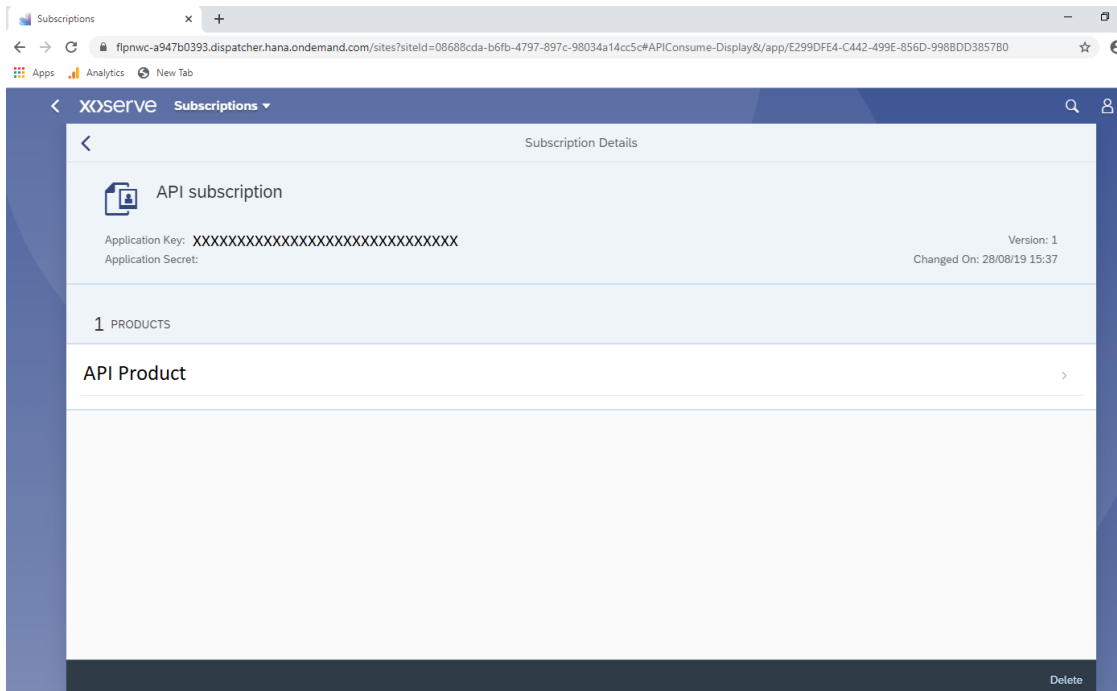 Subscriptions
flpnwc-a947b0393.dispatcher.hana.ondemand.com/sites?siteId=08688cda-b6fb-4797-897c-98034a14cc5c#APIConsume-Display&/app/E299DFE4-C442-499E-856D-998BDD3857B0
Apps Analytics New Tab
xoserve Subscriptions
Subscription Details
API subscription
Application Key: XXXXXXXXXXXXXXXXXXXXXXXXXXXXXX Version: 1
Application Secret: Changed On: 28/08/19 15:37
1 PRODUCTS
API Product
Delete